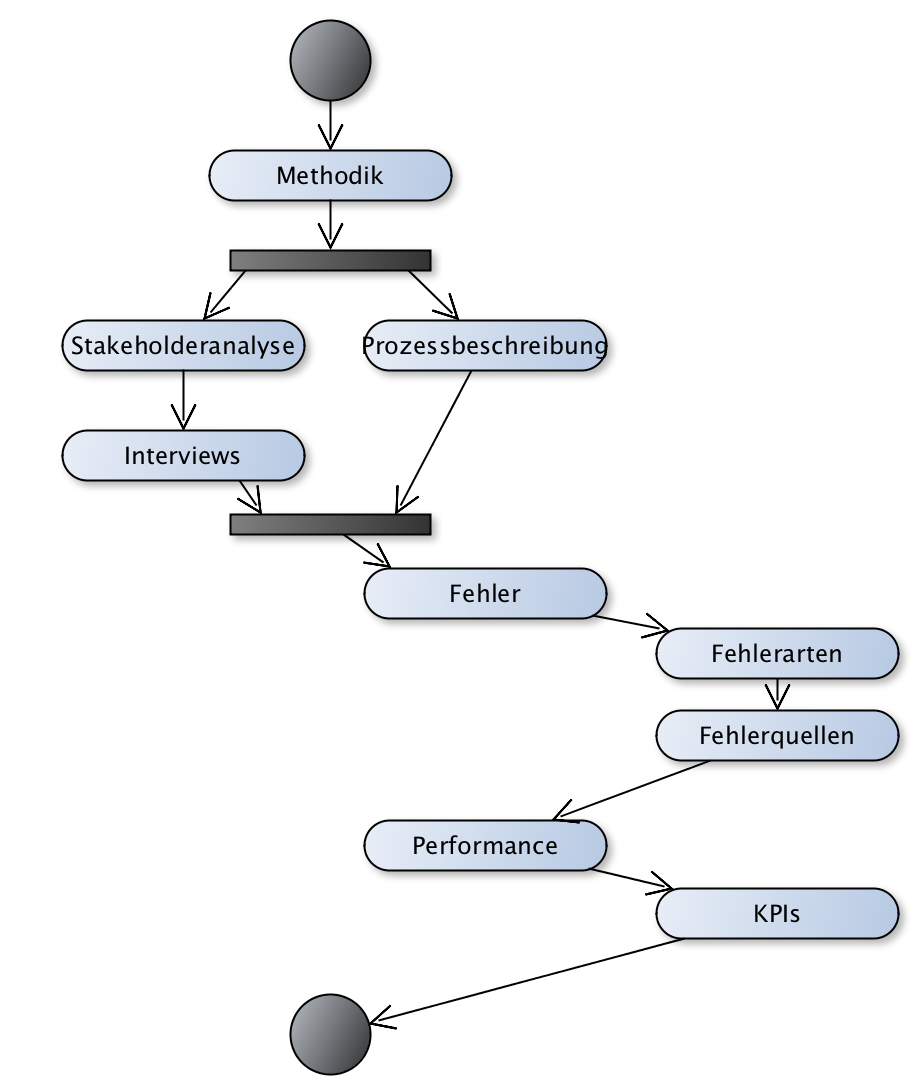 Methodik
Stakeholderanalyse
Prozessbeschreibung
Interviews
Fehler
Fehlerarten
Fehlerquellen
Performance
KPIs